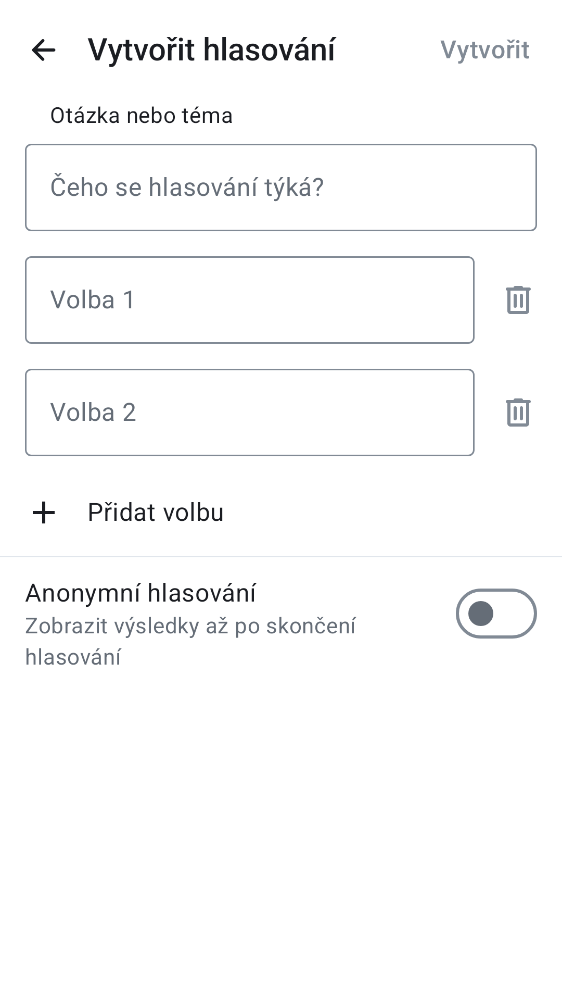 Vytvořit hlasování
Vytvořit
Otázka nebo téma
Čeho se hlasování týká?
Volba 1
Volba 2
Přidat volbu
Anonymní hlasování
Zobrazit výsledky až po skončení
hlasování